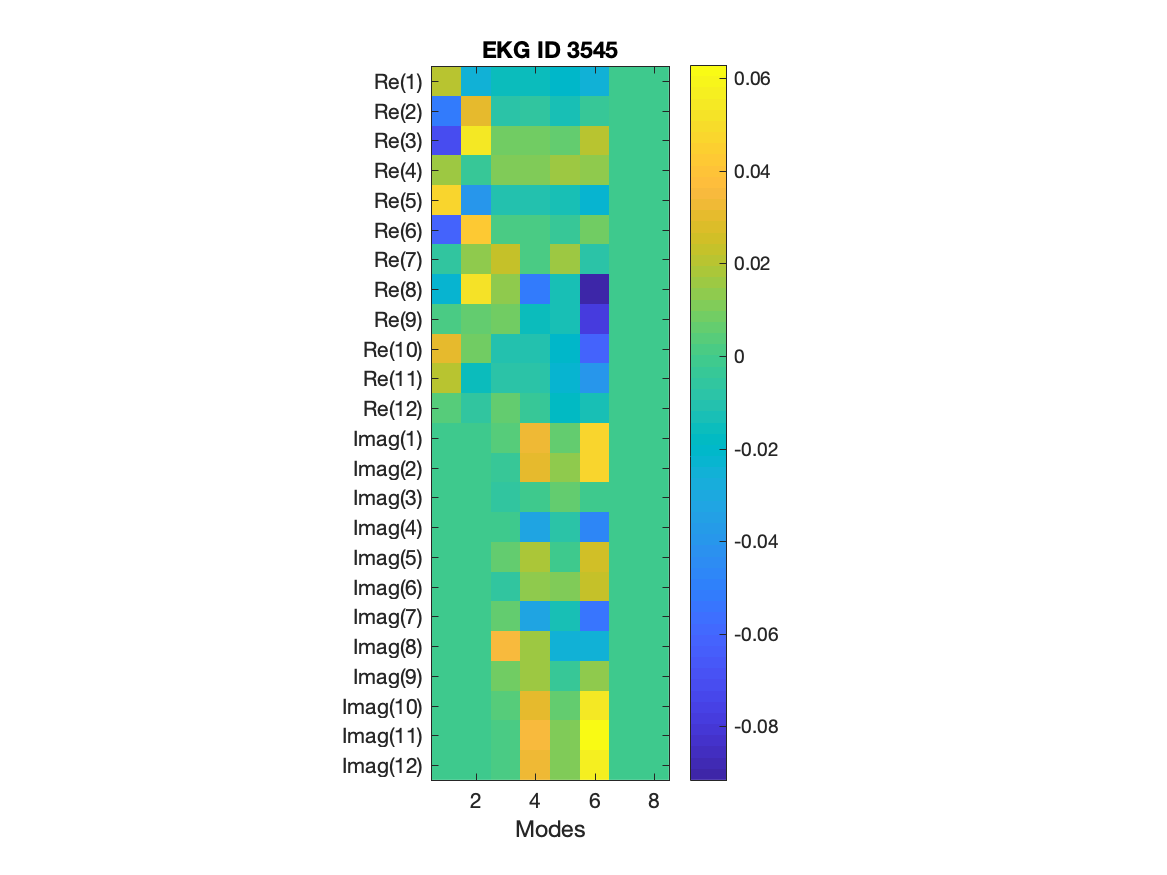 EKG ID 3545
Re(1)
Re(2)
Re(3)
Re(4)
Re(5)
Re(6)
Re(7)
Re(8)
Re(9)
Re(10)
Re(11)
Re(12)
Imag(1)
Imag(2)
Imag(3)
Imag(4)
Imag(5)
Imag(6)
Imag(7)
Imag(8)
Imag(9)
Imag(10)
Imag(11)
Imag(12)
2 4 6 8
Modes
0.06
0.04
0.02
0
-0.02
-0.04
-0.06
-0.08